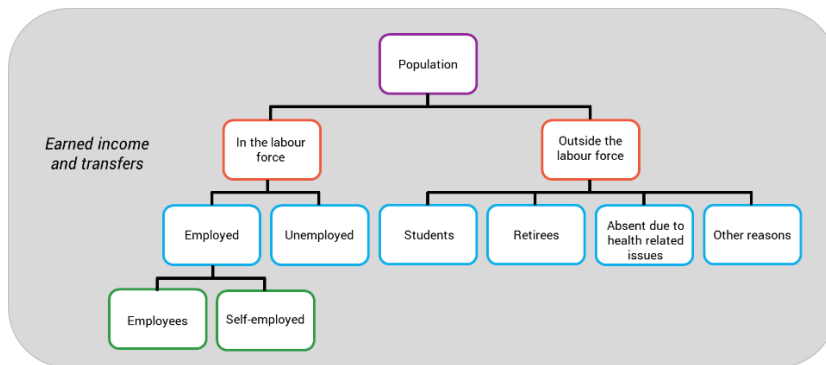 Population
Earned income
and transfers
In the labour
force
Outside the
labour force
Employed
Unemployed
Students
Retirees
Absent due to
health related
issues
Other reasons
Employees
Self-employed